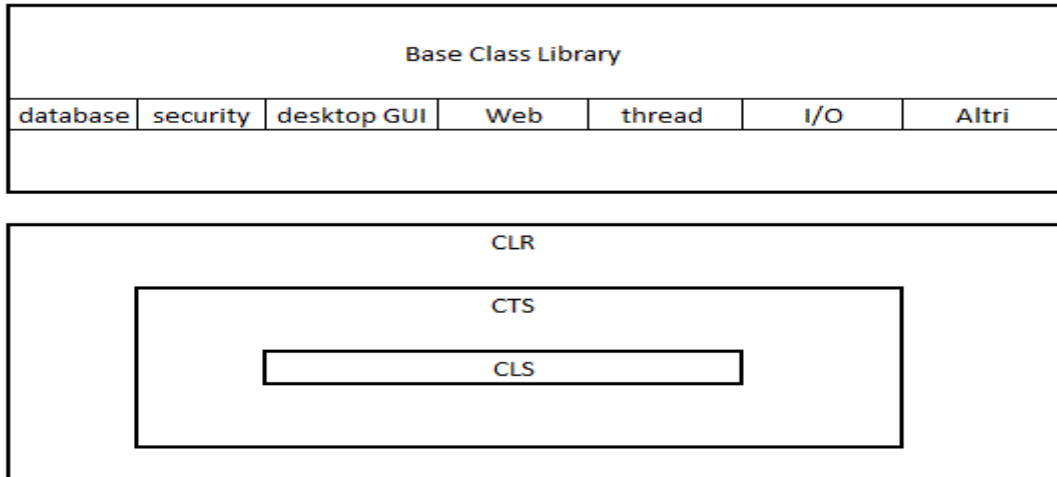 Base Class Library
database security desktop GUI Web thread I/O Altri
CLR
CTS
CLS